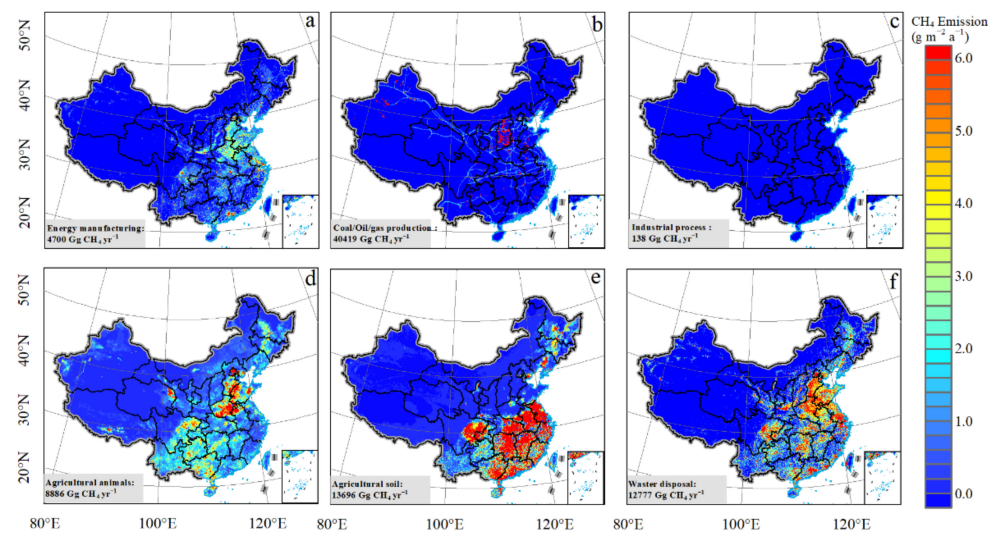 a
b
c
CH₄ Emission
(g m⁻² a⁻¹)
50°N
40°N
30°N
20°N
6.0
5.0
4.0
3.0
2.0
1.0
0.0
Energy manufacturing:
4700 Gg CH₄ yr⁻¹
Coal/Oil/gas production :
40419 Gg CH₄ yr⁻¹
Industrial process :
138 Gg CH₄ yr⁻¹
d
e
f
50°N
40°N
30°N
20°N
Agricultural animals:
8886 Gg CH₄ yr⁻¹
Agricultural soil:
13696 Gg CH₄ yr⁻¹
Waster disposal:
12777 Gg CH₄ yr⁻¹
80°E
100°E
120°E
80°E
100°E
120°E
80°E
100°E
120°E